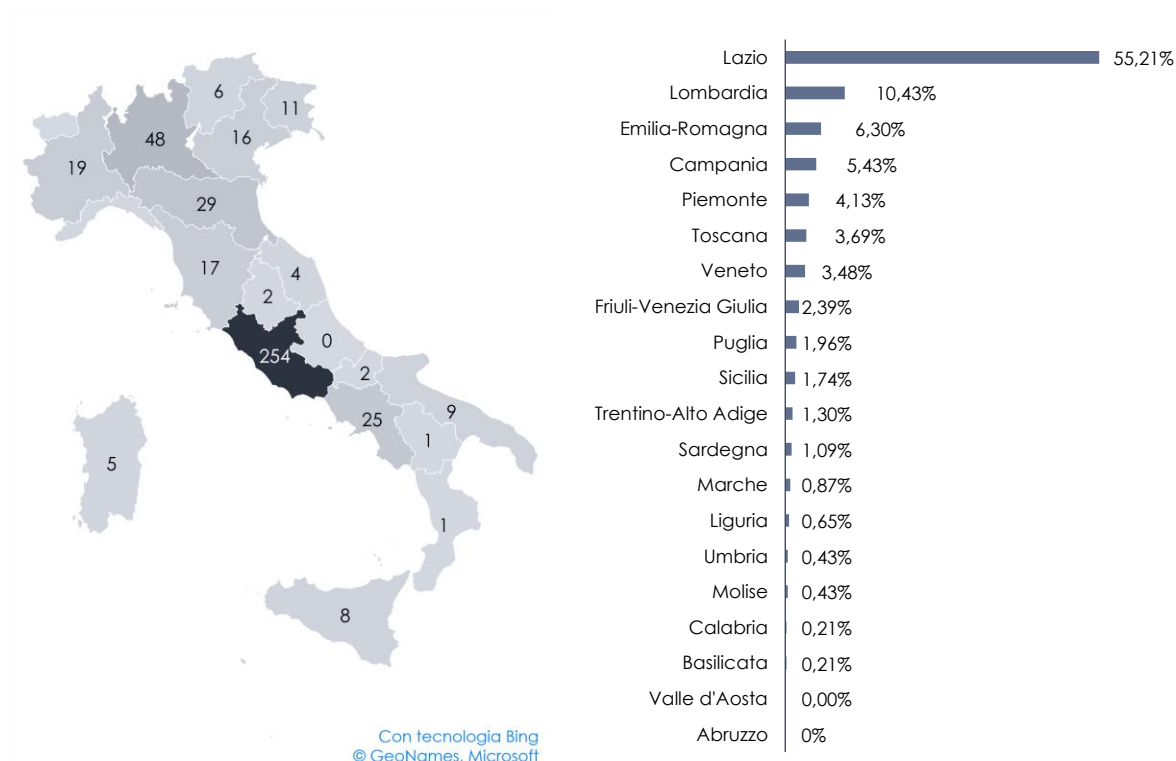 6
11
48
16
19
29
17
4
2
0
254
2
25
9
1
5
1
8
Con tecnologia Bing
© GeoNames, Microsoft
Lazio 55,21%
Lombardia 10,43%
Emilia-Romagna 6,30%
Campania 5,43%
Piemonte 4,13%
Toscana 3,69%
Veneto 3,48%
Friuli-Venezia Giulia 2,39%
Puglia 1,96%
Sicilia 1,74%
Trentino-Alto Adige 1,30%
Sardegna 1,09%
Marche 0,87%
Liguria 0,65%
Umbria 0,43%
Molise 0,43%
Calabria 0,21%
Basilicata 0,21%
Valle d'Aosta 0,00%
Abruzzo 0%